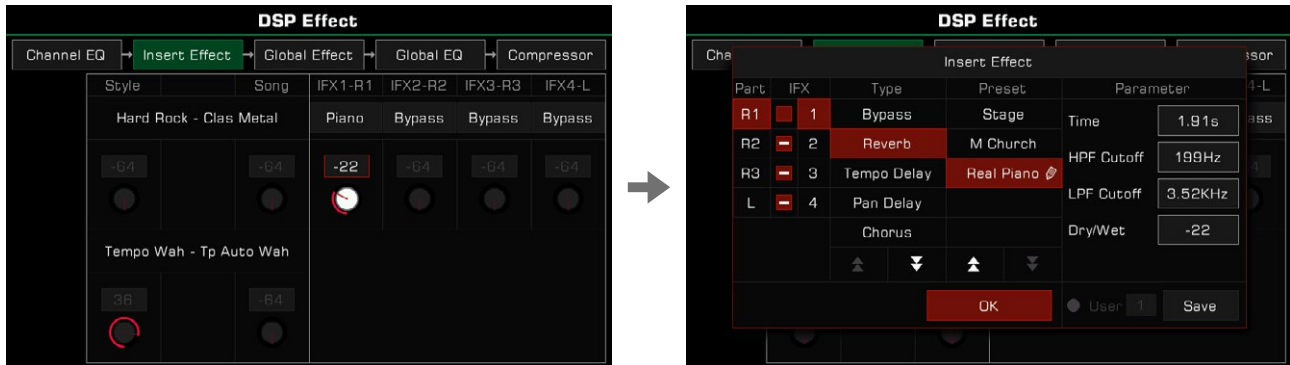 DSP Effect
Channel EQ Insert Effect Global Effect Global EQ Compressor
Style Song IFX1-R1 IFX2-R2 IFX3-R3 IFX4-L
Hard Rock - Clas Metal Piano Bypass Bypass Bypass
-64 -64 -22 -64 -64 -64
Tempo Wah - Tp Auto Wah
36 -64
DSP Effect
Cha ssor
Insert Effect
Part IFX Type Preset Parameter 4-L
R1 1 Bypass Stage Time 1.91s ass
R2 2 Reverb M Church
HPF Cutoff 199Hz
R3 3 Tempo Delay Real Piano
LPF Cutoff 3.52KHz
L 4 Pan Delay
Chorus Dry/Wet -22
OK User 1 Save